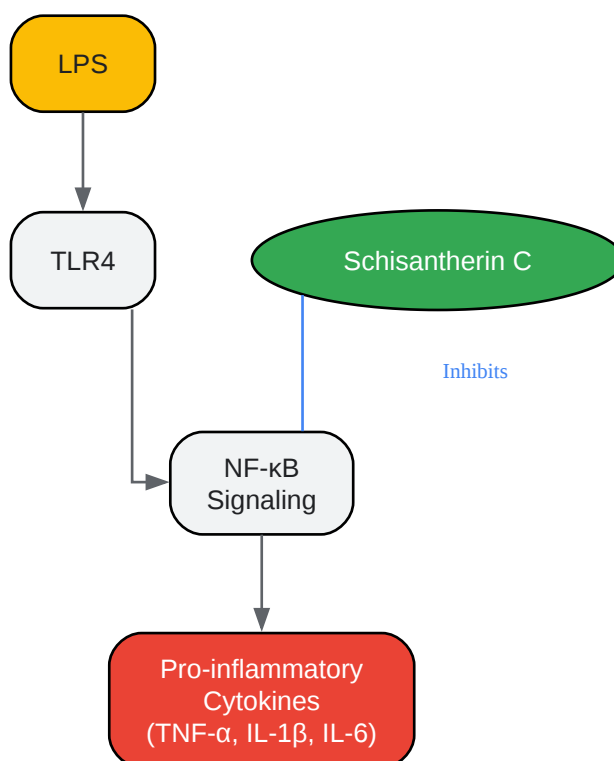 LPS
TLR4
Schisantherin C
Inhibits
NF-κB
Signaling
Pro-inflammatory
Cytokines
(TNF-α, IL-1β, IL-6)